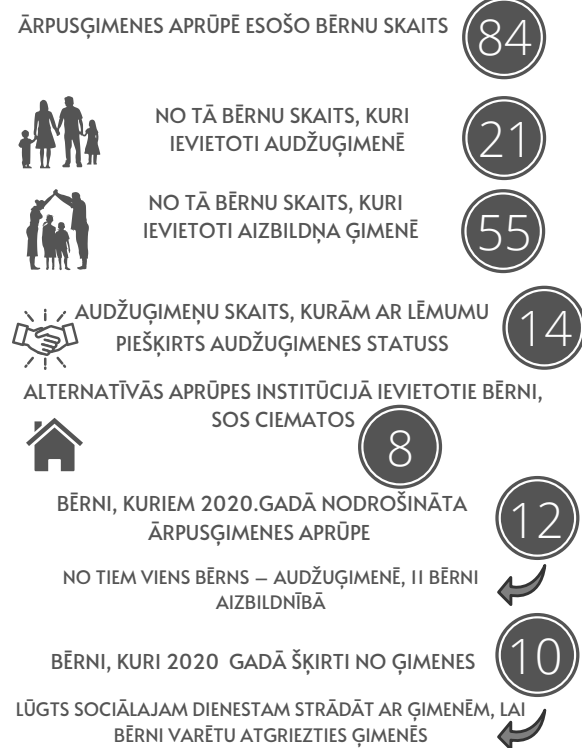 ĀRPUSĢIMENES APRŪPĒ ESOŠO BĒRNU SKAITS 84
NO TĀ BĒRNU SKAITS, KURI
IEVIETOTI AUDŽUĢIMENĒ
21
NO TĀ BĒRNU SKAITS, KURI
IEVIETOTI AIZBILDŅA ĢIMENĒ
55
AUDŽUĢIMEŅU SKAITS, KURĀM AR LĒMUMU
PIEŠĶIRTS AUDŽUĢIMENES STATUSS
14
ALTERNATĪVĀS APRŪPES INSTITŪCIJĀ IEVIETOTIE BĒRNI,
SOS CIEMATOS
8
BĒRNI, KURIEM 2020.GADĀ NODROŠINĀTA
ĀRPUSĢIMENES APRŪPE
12
NO TIEM VIENS BĒRNS – AUDŽUĢIMENĒ, 11 BĒRNI
AIZBILDNĪBĀ
BĒRNI, KURI 2020 GADĀ ŠĶIRTI NO ĢIMENES 10
LŪGTS SOCIĀLAJAM DIENESTAM STRĀDĀT AR ĢIMENĒM, LAI
BĒRNI VARĒTU ATGRIEZTIES ĢIMENĒS